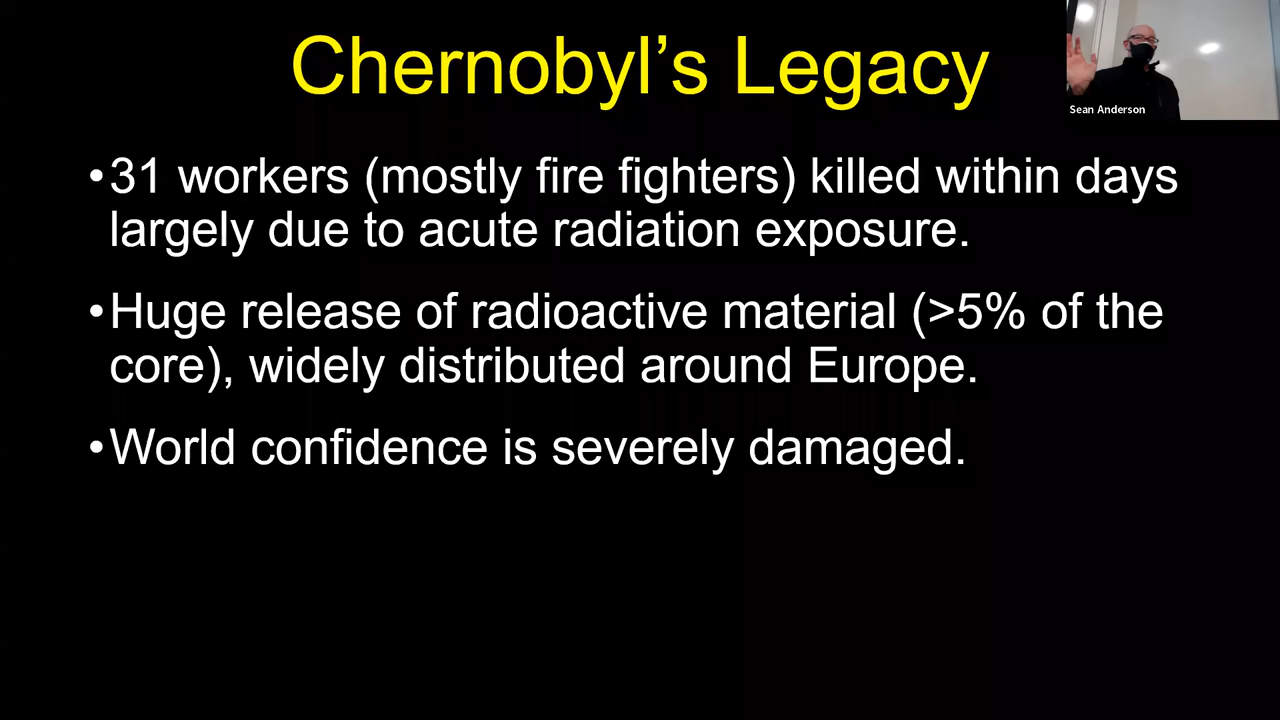 Chernobyl’s Legacy
Sean Anderson
•31 workers (mostly fire fighters) killed within days
largely due to acute radiation exposure.
•Huge release of radioactive material (>5% of the
core), widely distributed around Europe.
•World confidence is severely damaged.